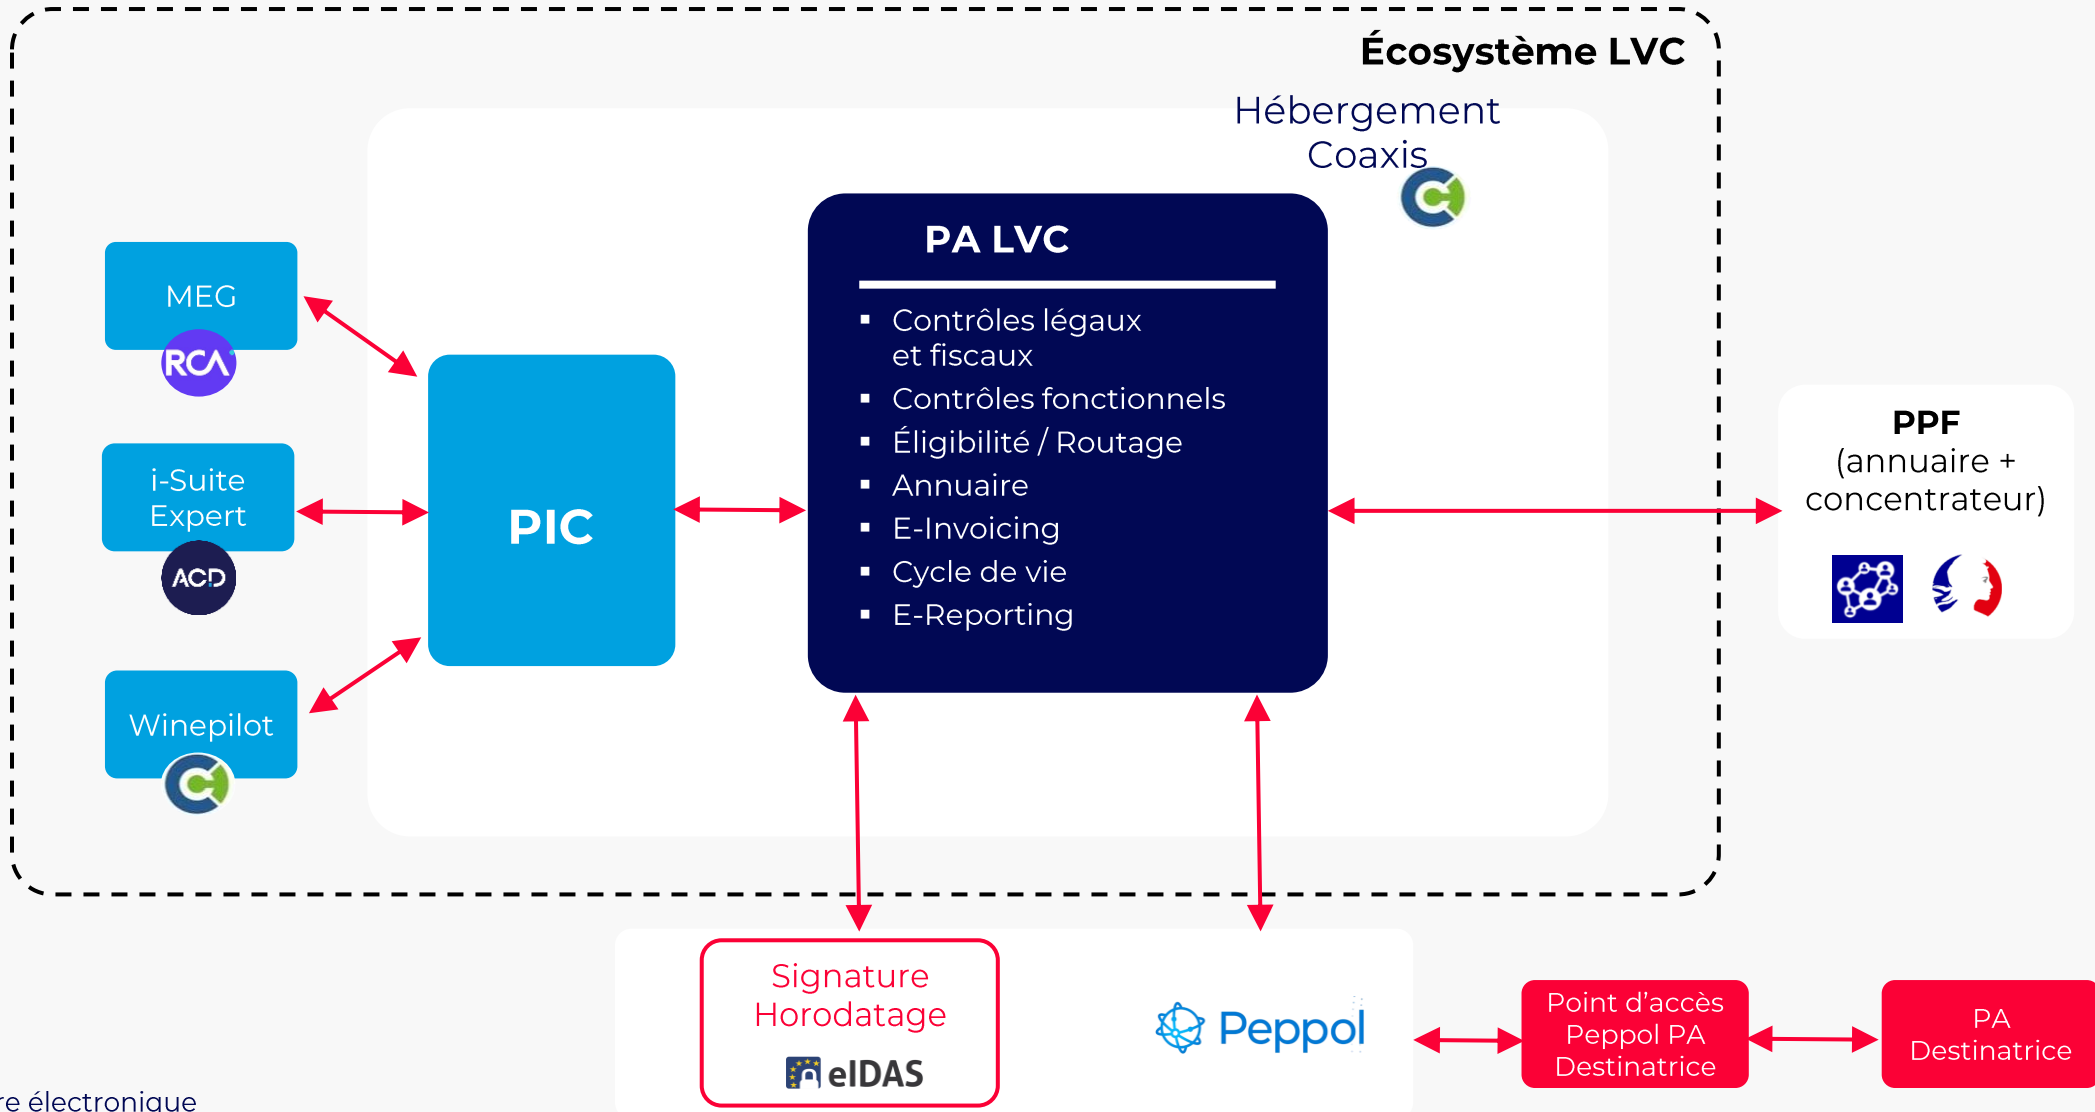 Écosystème LVC
Hébergement
Coaxis
PA LVC
Contrôles légaux
et fiscaux
Contrôles fonctionnels
Éligibilité / Routage
Annuaire
E-Invoicing
Cycle de vie
E-Reporting
MEG
RCA
i-Suite
Expert
ACD
Winepilot
PIC
PPF
(annuaire +
concentrateur)
Signature
Horodatage
eIDAS
Peppol
Point d’accès
Peppol PA
Destinatrice
PA
Destinatrice
re électronique